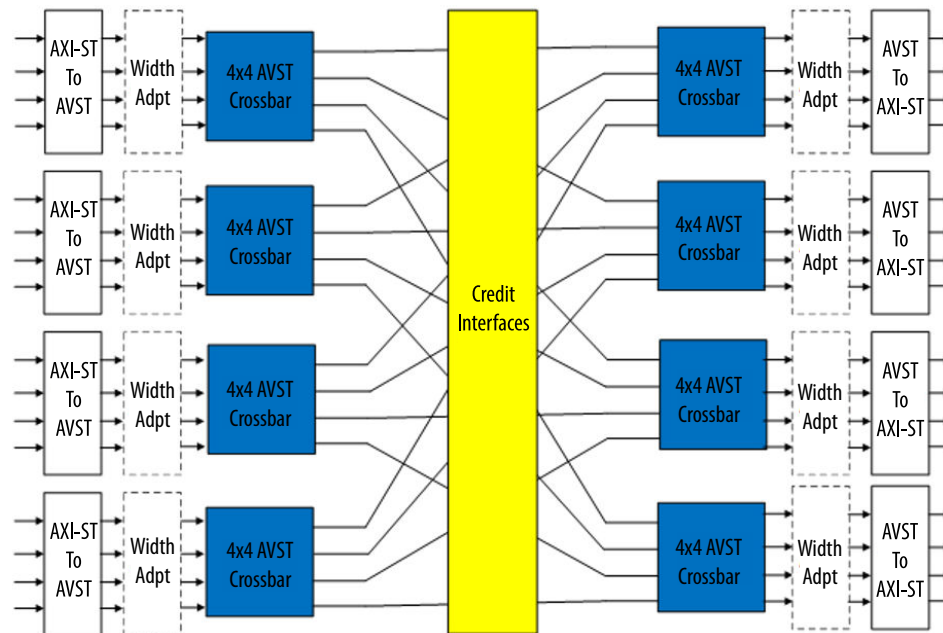 AXI-ST
To
AVST
Width
Adpt
4x4 AVST
Crossbar
4x4 AVST
Crossbar
Width
Adpt
AVST
To
AXI-ST
AXI-ST
To
AVST
Width
Adpt
4x4 AVST
Crossbar
4x4 AVST
Crossbar
Width
Adpt
AVST
To
AXI-ST
Credit
Interfaces
AXI-ST
To
AVST
Width
Adpt
4x4 AVST
Crossbar
4x4 AVST
Crossbar
Width
Adpt
AVST
To
AXI-ST
AXI-ST
To
AVST
Width
Adpt
4x4 AVST
Crossbar
4x4 AVST
Crossbar
Width
Adpt
AVST
To
AXI-ST